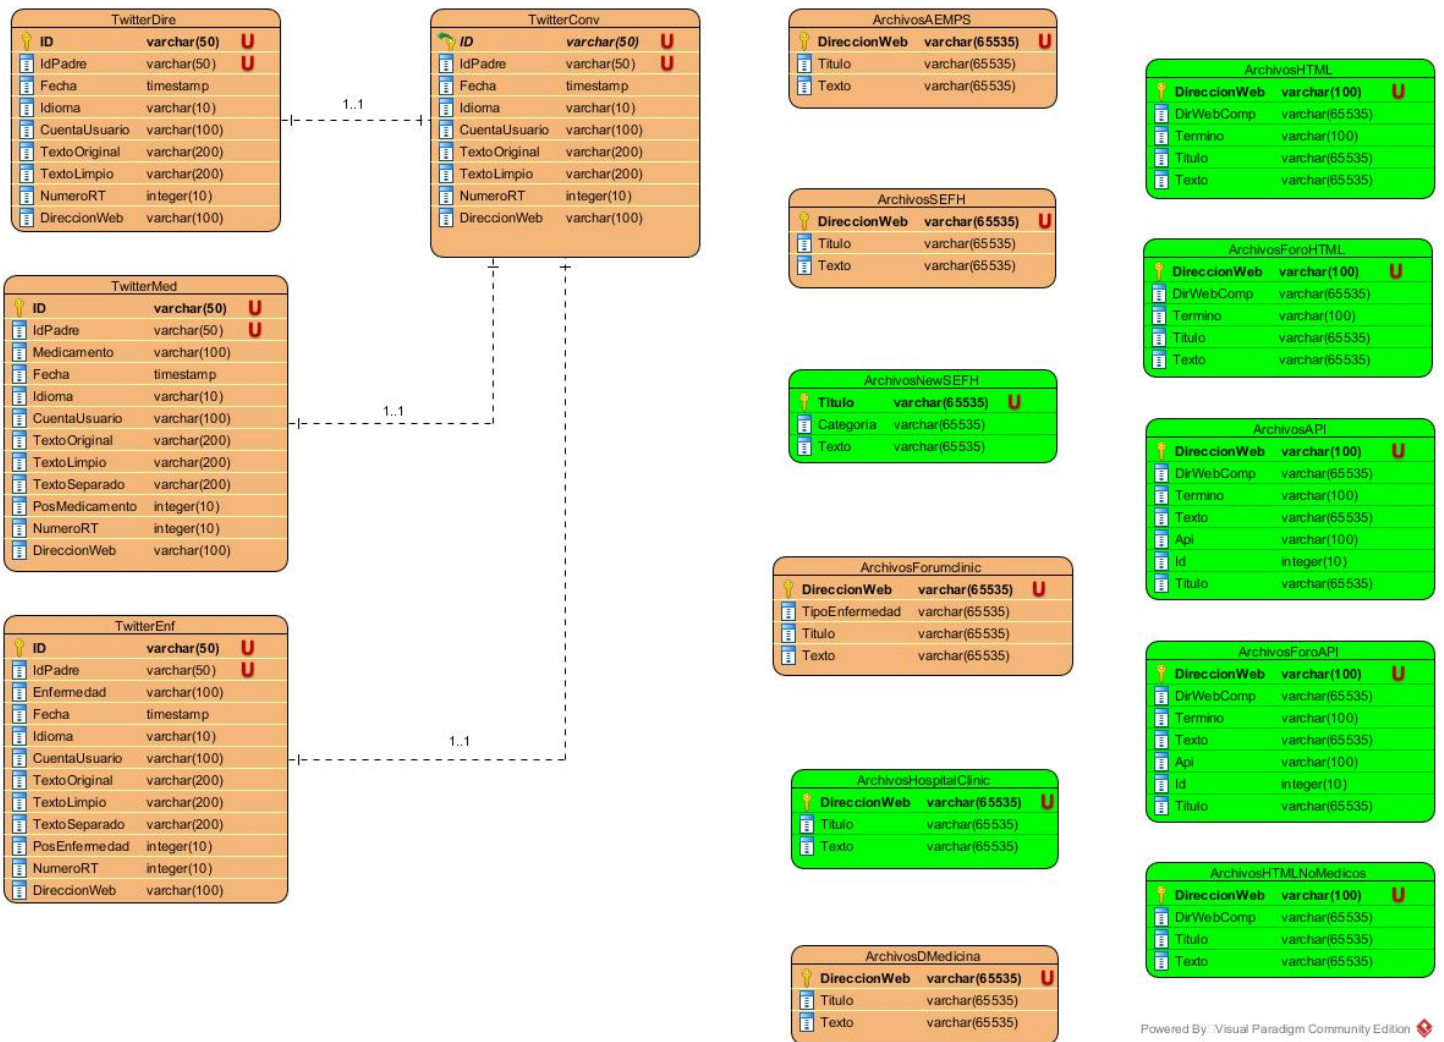 TwitterDire
ID varchar(50) U
IdPadre varchar(50) U
Fecha timestamp
Idioma varchar(10)
CuentaUsuario varchar(100)
TextoOriginal varchar(200)
TextoLimpio varchar(200)
NumeroRT integer(10)
DireccionWeb varchar(100)
1..1
TwitterConv
ID varchar(50) U
IdPadre varchar(50) U
Fecha timestamp
Idioma varchar(10)
CuentaUsuario varchar(100)
TextoOriginal varchar(200)
TextoLimpio varchar(200)
NumeroRT integer(10)
DireccionWeb varchar(100)
TwitterMed
ID varchar(50) U
IdPadre varchar(50) U
Medicamento varchar(100)
Fecha timestamp
Idioma varchar(10)
CuentaUsuario varchar(100)
TextoOriginal varchar(200)
TextoLimpio varchar(200)
TextoSeparado varchar(200)
PosMedicamento integer(10)
NumeroRT integer(10)
DireccionWeb varchar(100)
1..1
TwitterEnf
ID varchar(50) U
IdPadre varchar(50) U
Enfermedad varchar(100)
Fecha timestamp
Idioma varchar(10)
CuentaUsuario varchar(100)
TextoOriginal varchar(200)
TextoLimpio varchar(200)
TextoSeparado varchar(200)
PosEnfermedad integer(10)
NumeroRT integer(10)
DireccionWeb varchar(100)
1..1
ArchivosAEMPS
DireccionWeb varchar(65535) U
Titulo varchar(65535)
Texto varchar(65535)
ArchivosSEFH
DireccionWeb varchar(65535) U
Titulo varchar(65535)
Texto varchar(65535)
ArchivosNewSEFH
Titulo varchar(65535) U
Categoria varchar(65535)
Texto varchar(65535)
ArchivosForumclinic
DireccionWeb varchar(65535) U
TipoEnfermedad varchar(65535)
Titulo varchar(65535)
Texto varchar(65535)
ArchivosHospitalClinic
DireccionWeb varchar(65535) U
Titulo varchar(65535)
Texto varchar(65535)
ArchivosDMedicina
DireccionWeb varchar(65535) U
Titulo varchar(65535)
Texto varchar(65535)
ArchivosHTML
DireccionWeb varchar(100) U
DirWebComp varchar(65535)
Termino varchar(100)
Titulo varchar(65535)
Texto varchar(65535)
ArchivosForoHTML
DireccionWeb varchar(100) U
DirWebComp varchar(65535)
Termino varchar(100)
Titulo varchar(65535)
Texto varchar(65535)
ArchivosAPI
DireccionWeb varchar(100) U
DirWebComp varchar(65535)
Termino varchar(100)
Texto varchar(65535)
Api varchar(100)
Id integer(10)
Titulo varchar(65535)
ArchivosForoAPI
DireccionWeb varchar(100) U
DirWebComp varchar(65535)
Termino varchar(100)
Texto varchar(65535)
Api varchar(100)
Id integer(10)
Titulo varchar(65535)
ArchivosHTMLNoMedicos
DireccionWeb varchar(100) U
DirWebComp varchar(65535)
Titulo varchar(65535)
Texto varchar(65535)
Powered By Visual Paradigm Community Edition